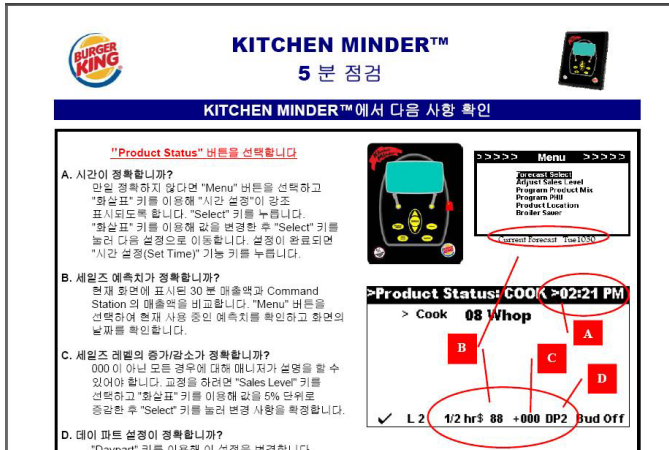 BURGER KING
KITCHEN MINDER™
5 분 점검
KITCHEN MINDER™에서 다음 사항 확인
"Product Status" 버튼을 선택합니다
A. 시간이 정확합니까?
만일 정확하지 않다면 "Menu" 버튼을 선택하고
"화살표" 키를 이용해 "시간 설정"이 강조
표시되도록 합니다. "Select" 키를 누릅니다.
"화살표" 키를 이용해 값을 변경한 후 "Select" 키를
눌러 다음 설정으로 이동합니다. 설정이 완료되면
"시간 설정(Set Time)" 기능 키를 누릅니다.
B. 세일즈 예측치가 정확합니까?
현재 화면에 표시된 30 분 매출액과 Command
Station 의 매출액을 비교합니다. "Menu" 버튼을
선택하여 현재 사용 중인 예측치를 확인하고 화면의
날짜를 확인합니다.
C. 세일즈 레벨의 증가/감소가 정확합니까?
000 이 아닌 모든 경우에 대해 매니저가 설명을 할 수
있어야 합니다. 교정을 하려면 "Sales Level" 키를
선택하고 "화살표" 키를 이용해 값을 5% 단위로
증감한 후 "Select" 키를 눌러 변경 사항을 확정합니다.
D. 데이 파트 설정이 정확합니까?
"Daypart" 키를 이용해 이 설정을 변경합니다
>>>>> Menu >>>>>
Forecast Select
Adjust Sales Level
Program Product Mix
Program PHU
Product Location
Broiler Saver
Current Forecast Tue1030
>Product Status: COOK >02:21 PM
> Cook 08 Whop
A
B
C
D
✓ L 2 1/2 hr$ 88 +000 DP2 Bud Off